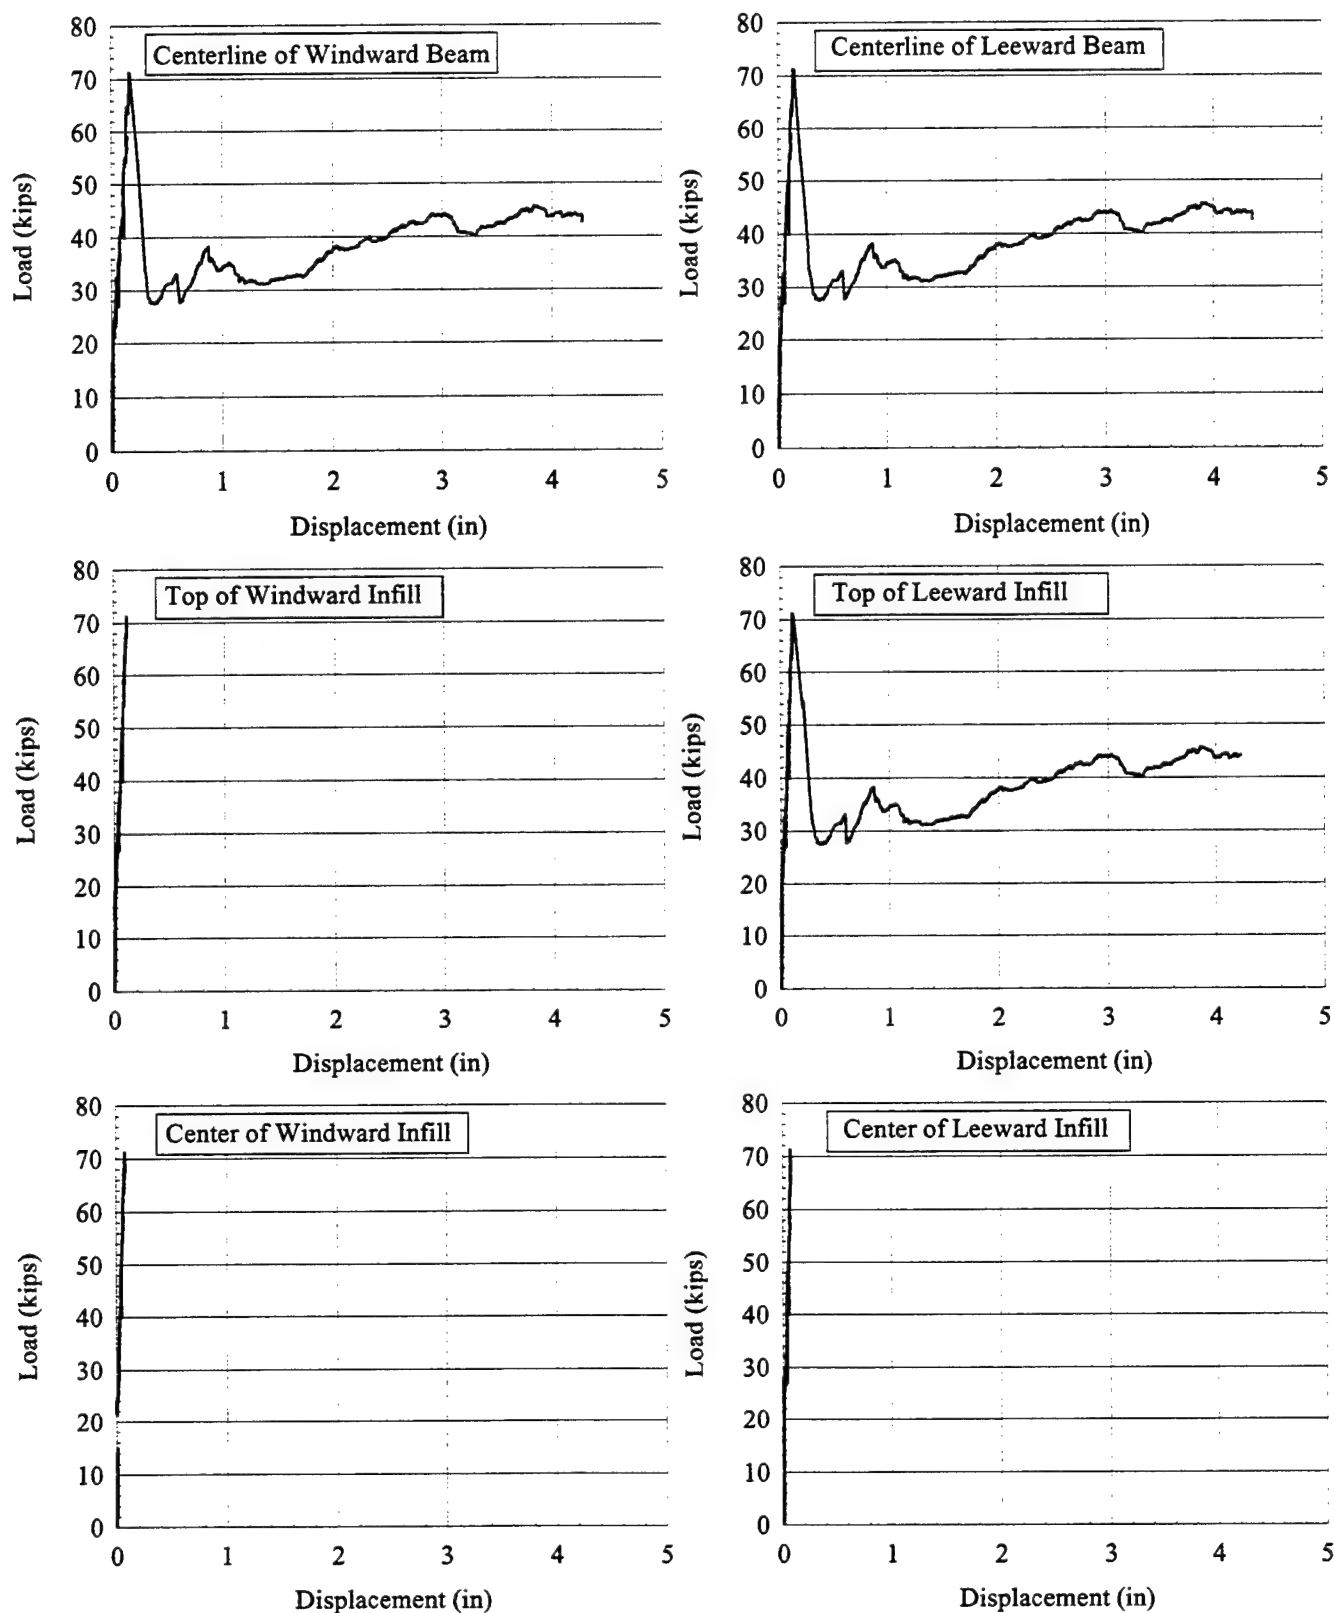 Centerline of Windward Beam
80
70
60
50
40
30
20
10
0
Load (kips)
0 1 2 3 4 5
Displacement (in)
Centerline of Leeward Beam
80
70
60
50
40
30
20
10
0
Load (kips)
0 1 2 3 4 5
Displacement (in)
Top of Windward Infill
80
70
60
50
40
30
20
10
0
Load (kips)
0 1 2 3 4 5
Displacement (in)
Top of Leeward Infill
80
70
60
50
40
30
20
10
0
Load (kips)
0 1 2 3 4 5
Displacement (in)
Center of Windward Infill
80
70
60
50
40
30
20
10
0
Load (kips)
0 1 2 3 4 5
Displacement (in)
Center of Leeward Infill
80
70
60
50
40
30
20
10
0
Load (kips)
0 1 2 3 4 5
Displacement (in)